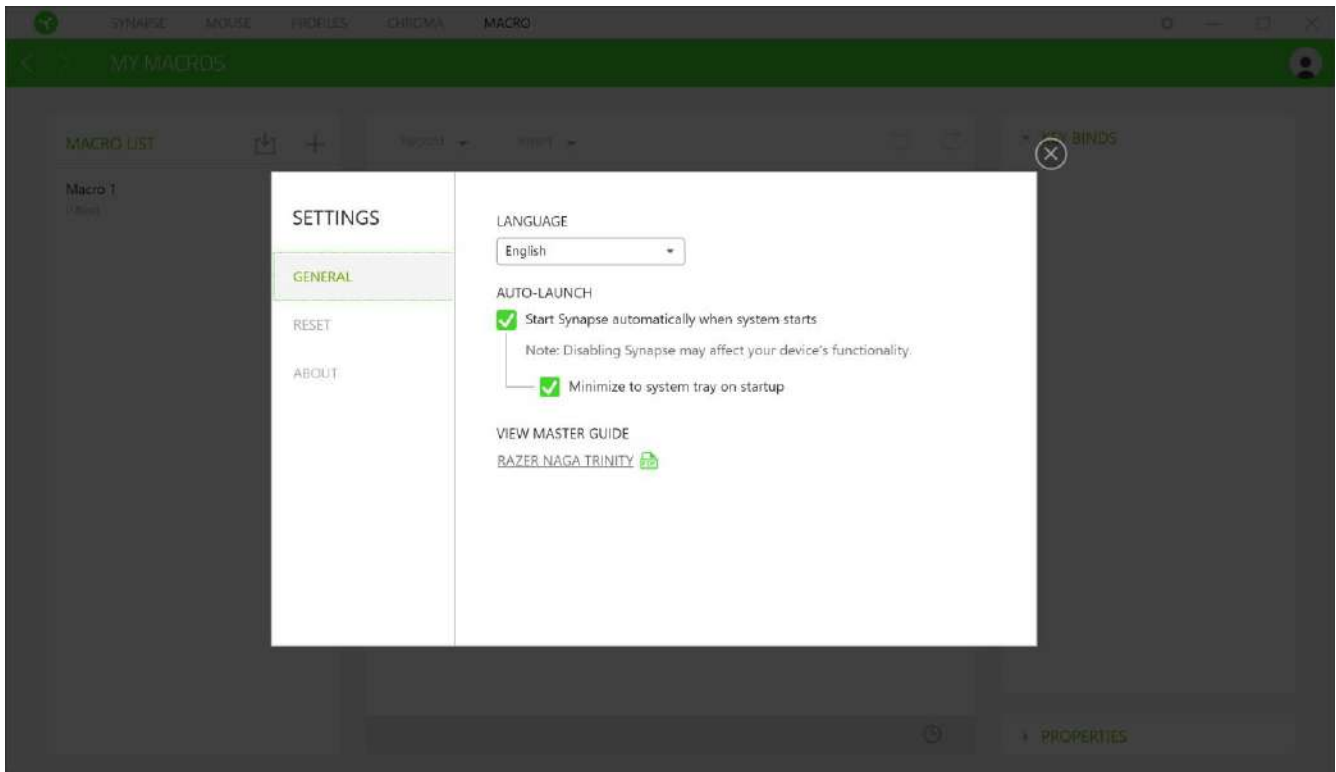 SYNAPSE MOUSE PROFILES CHROMA MACRO
MY MACROS
MACRO LIST
Macro 1
KEY BINDS
SETTINGS
GENERAL
RESET
ABOUT
LANGUAGE
English
AUTO-LAUNCH
Start Synapse automatically when system starts
Note: Disabling Synapse may affect your device's functionality.
Minimize to system tray on startup
VIEW MASTER GUIDE
RAZER NAGA TRINITY
PROPERTIES